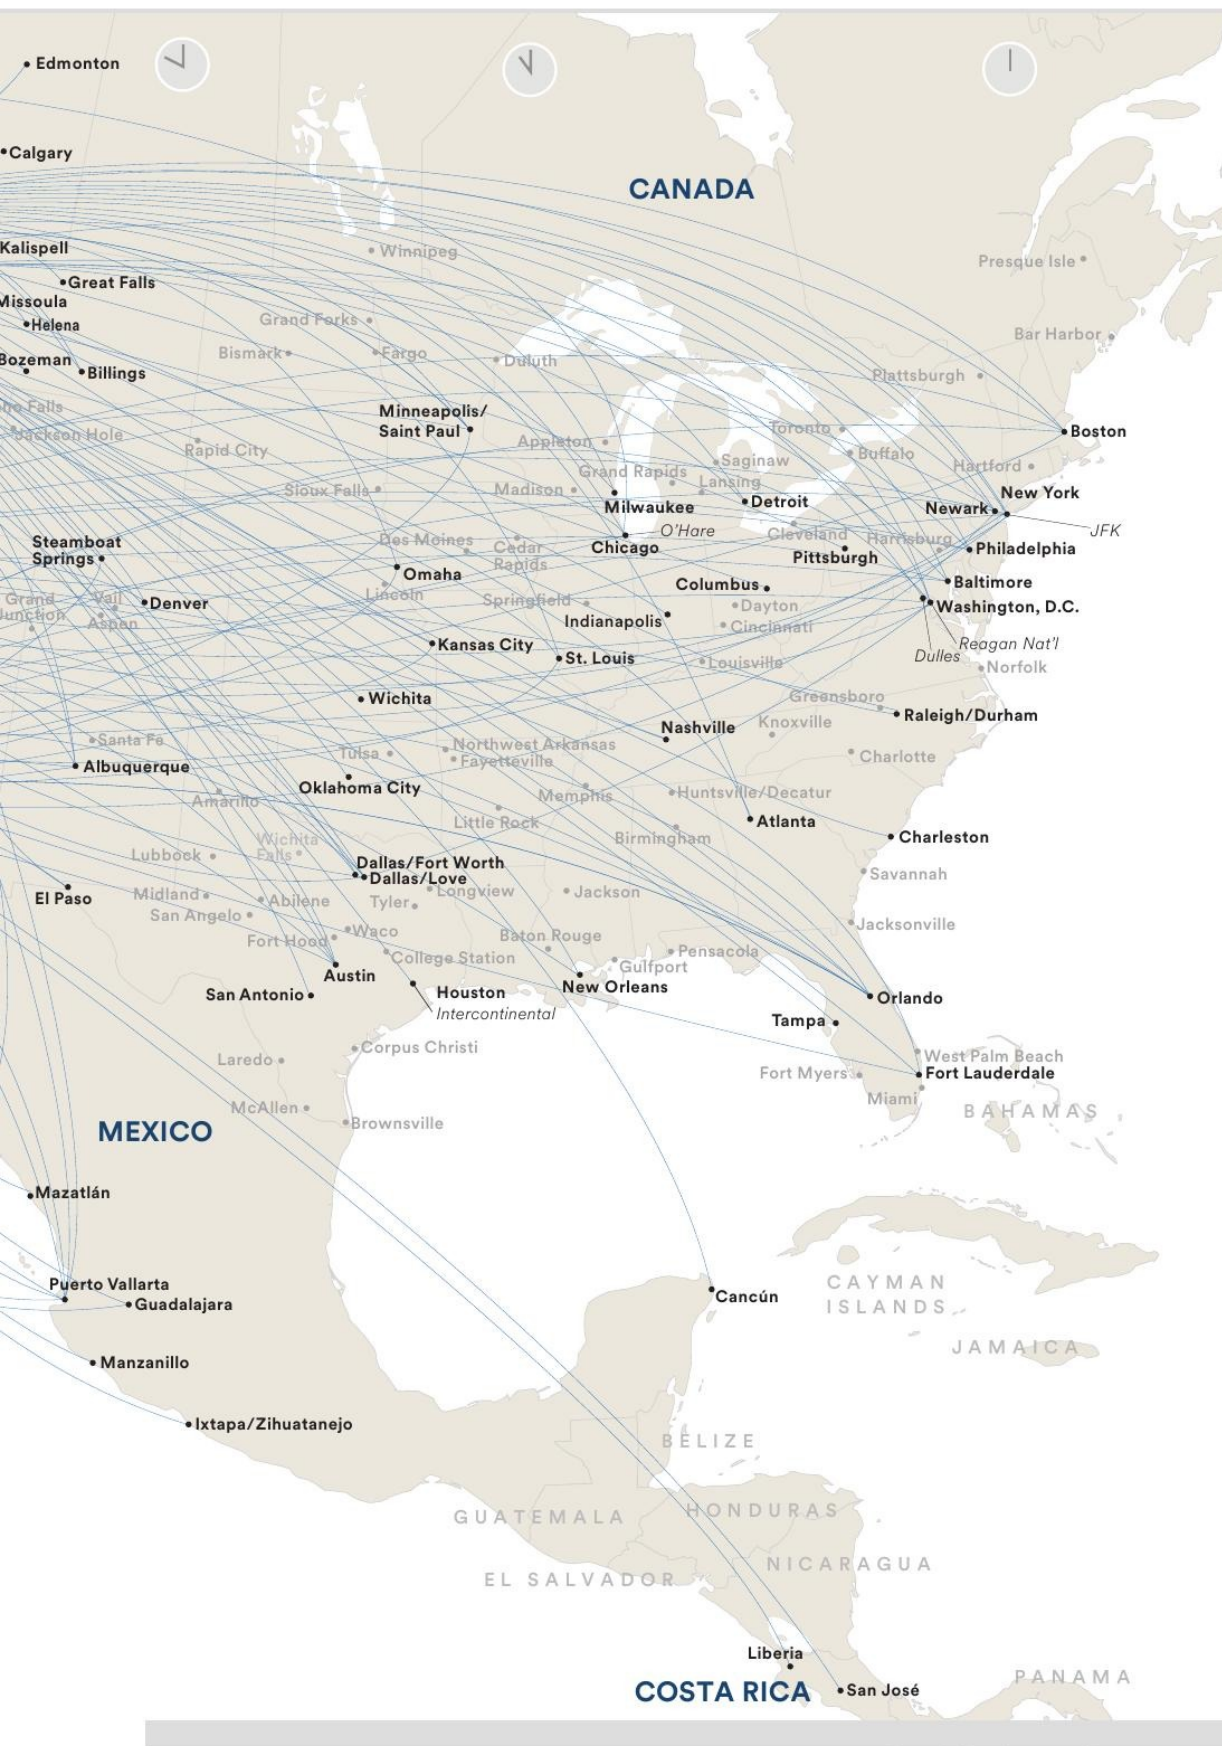 Edmonton
Calgary
CANADA
Kalispell
Winnipeg
Presque Isle
Great Falls
Missoula
Helena
Grand Forks
Bar Harbor
Bismark
Fargo
Duluth
Bozeman
Billings
Plattsburgh
ho Falls
Jackson Hole
Minneapolis/
Saint Paul
Toronto
Boston
Rapid City
Appleton
Buffalo
Saginaw
Hartford
Grand Rapids
Lansing
Sioux Falls
Madison
New York
Milwaukee
Detroit
Newark
JFK
O'Hare
Cleveland
Harrisburg
Steamboat
Springs
Des Moines
Cedar
Rapids
Chicago
Pittsburgh
Philadelphia
Omaha
Lincoln
Columbus
Baltimore
Grand
Junction
Vail
Aspen
Denver
Springfield
Dayton
Washington, D.C.
Indianapolis
Cincinnati
Kansas City
Reagan Nat'l
Dulles
St. Louis
Louisville
Norfolk
Wichita
Greensboro
Raleigh/Durham
Nashville
Knoxville
Santa Fe
Northwest Arkansas
Tulsa
Fayetteville
Charlotte
Albuquerque
Oklahoma City
Amarillo
Memphis
Huntsville/Decatur
Little Rock
Atlanta
Wichita
Falls
Birmingham
Charleston
Lubbock
Dallas/Fort Worth
Dallas/Love
Savannah
El Paso
Midland
Abilene
Longview
Jackson
Tyler
San Angelo
Jacksonville
Fort Hood
Waco
Baton Rouge
College Station
Pensacola
Gulfport
Austin
New Orleans
San Antonio
Houston
Intercontinental
Orlando
Tampa
Corpus Christi
Laredo
West Palm Beach
Fort Myers
Fort Lauderdale
Miami
McAllen
BAHAMAS
Brownsville
MEXICO
Mazatlán
Puerto Vallarta
Guadalajara
Cancún
CAYMAN
ISLANDS
JAMAICA
Manzanillo
Ixtapa/Zihuatanejo
BELIZE
GUATEMALA
HONDURAS
NICARAGUA
EL SALVADOR
Liberia
PANAMA
COSTA RICA
San José